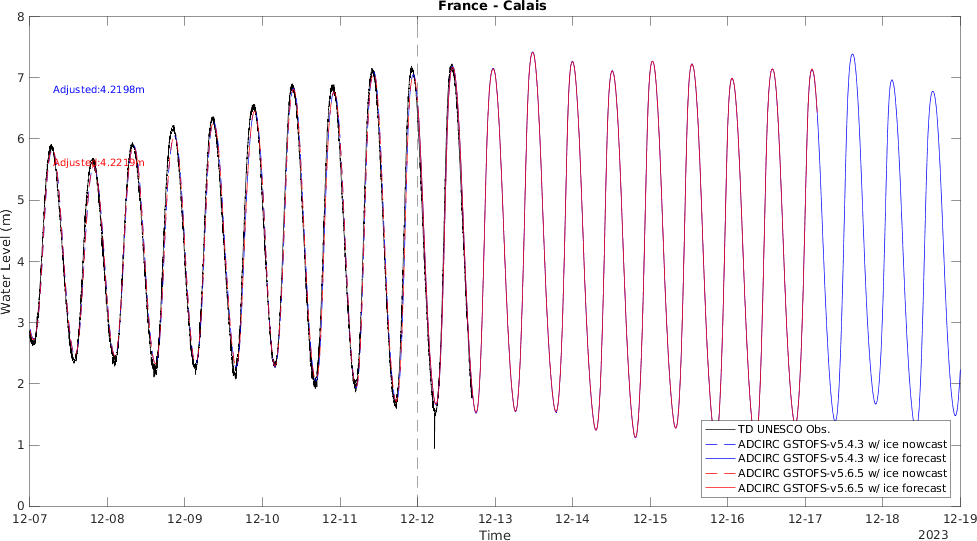 France - Calais
8
7
6
5
4
3
2
1
0
Water Level (m)
Adjusted:4.2198m
Adjusted:4.2219m
TD UNESCO Obs.
ADCIRC GSTOFS-v5.4.3 w/ ice nowcast
ADCIRC GSTOFS-v5.4.3 w/ ice forecast
ADCIRC GSTOFS-v5.6.5 w/ ice nowcast
ADCIRC GSTOFS-v5.6.5 w/ ice forecast
12-07 12-08 12-09 12-10 12-11 12-12 12-13 12-14 12-15 12-16 12-17 12-18 12-19
Time
2023